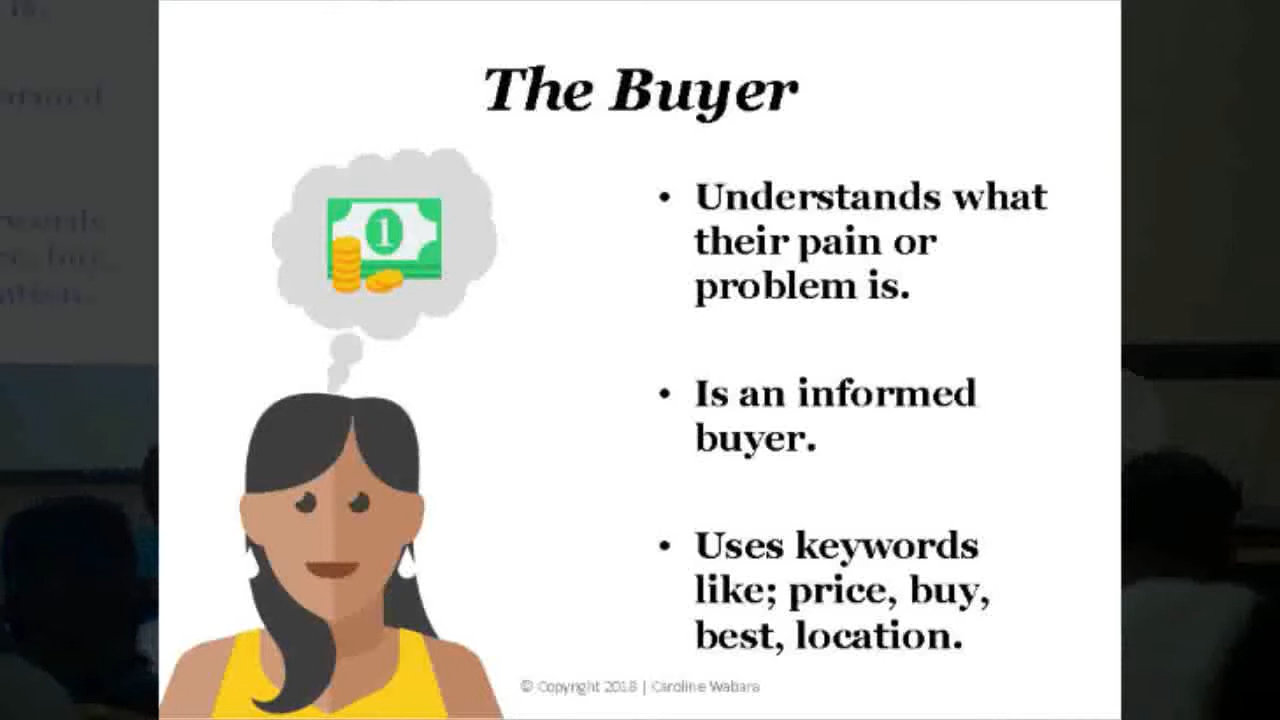 The Buyer
1
• Understands what
their pain or
problem is.
• Is an informed
buyer.
• Uses keywords
like; price, buy,
best, location.
© Copyright 2018 | Caroline Wabara